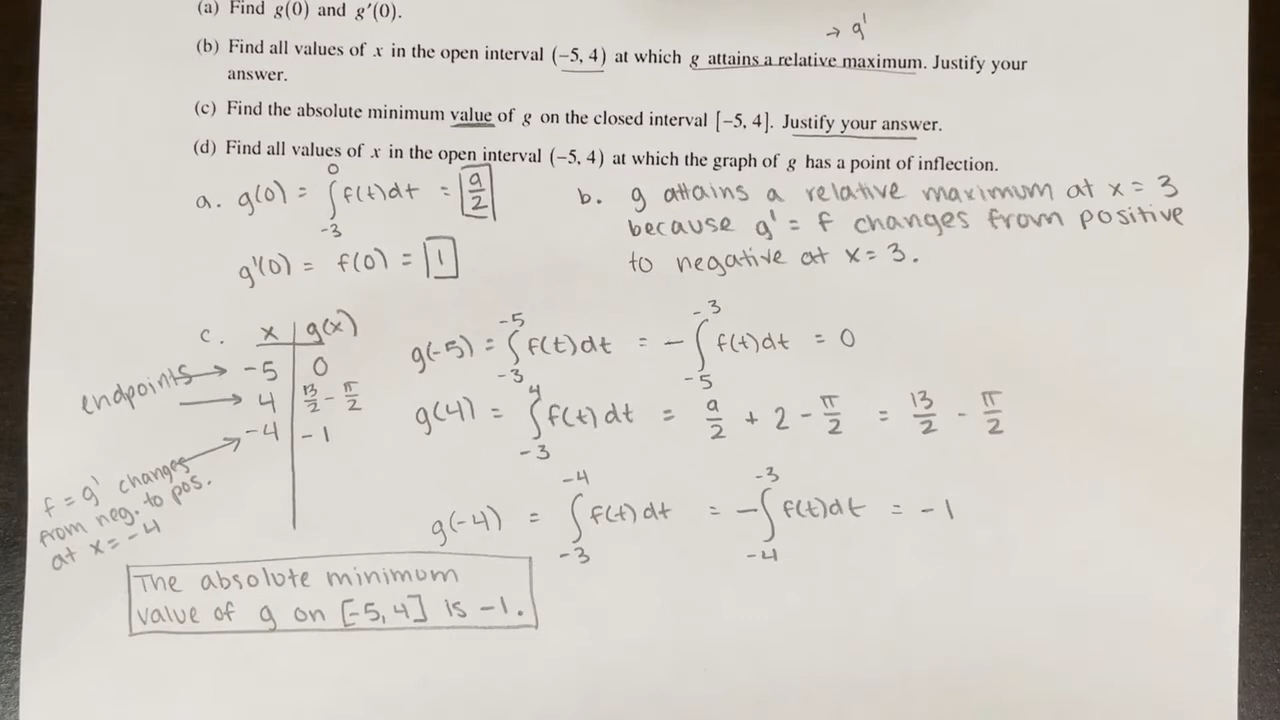 (a) Find g(0) and g′(0).
→ g'
(b) Find all values of x in the open interval (−5, 4) at which g attains a relative maximum. Justify your
answer.
(c) Find the absolute minimum value of g on the closed interval [−5, 4]. Justify your answer.
(d) Find all values of x in the open interval (−5, 4) at which the graph of g has a point of inflection.
a. g(0) = ∫_{-3}^{0} f(t)dt = 9/2
g'(0) = f(0) = 1
b. g attains a relative maximum at x = 3
because g' = f changes from positive
to negative at x = 3.
c. x | g(x)
endpoints → -5 | 0
→ 4 | 13/2 - π/2
-4 | -1
f = g' changes
from neg. to pos.
at x = -4
g(-5) = ∫_{-3}^{-5} f(t)dt = -∫_{-5}^{-3} f(t)dt = 0
g(4) = ∫_{-3}^{4} f(t)dt = 9/2 + 2 - π/2 = 13/2 - π/2
g(-4) = ∫_{-3}^{-4} f(t)dt = -∫_{-4}^{-3} f(t)dt = -1
The absolute minimum
value of g on [-5, 4] is -1.